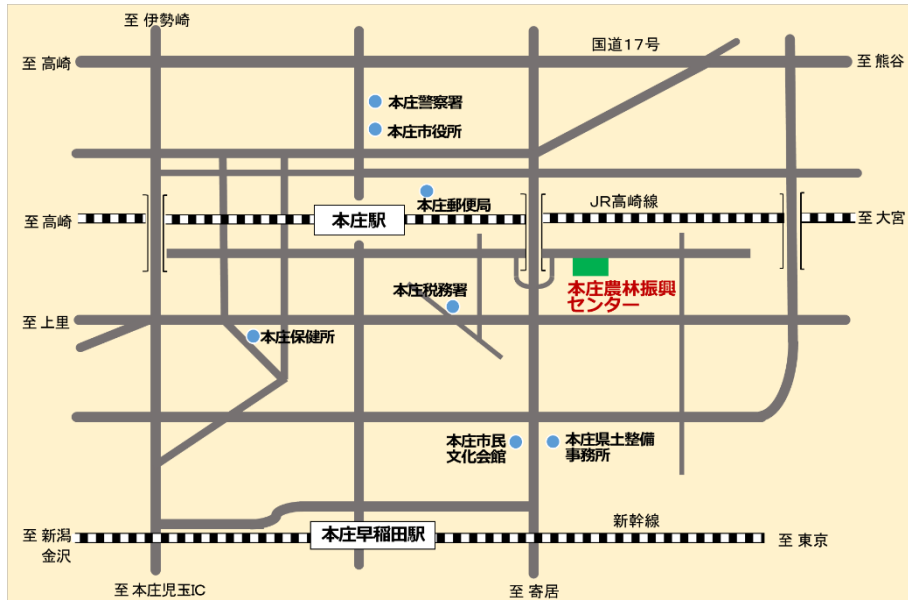 至 伊勢崎
国道17号
至 高崎
至 熊谷
本庄警察署
本庄市役所
本庄郵便局
JR高崎線
至 高崎
本庄駅
至 大宮
本庄農林振興
センター
本庄税務署
至 上里
本庄保健所
本庄市民
文化会館
本庄県土整備
事務所
新幹線
至 新潟
金沢
本庄早稲田駅
至 東京
至 本庄児玉IC
至 寄居